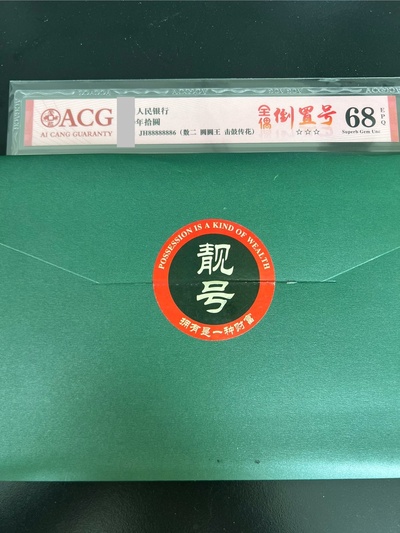 ACG
AI CANG GUARANTY
人民银行
年拾圆
JH88888886（数二 圆圆王 击鼓传花）
全偶
倒置号
☆☆☆
68
EPQ
Superb Gem Unc
POSSESSION IS A KIND OF WEALTH
靓号
拥有是一种财富